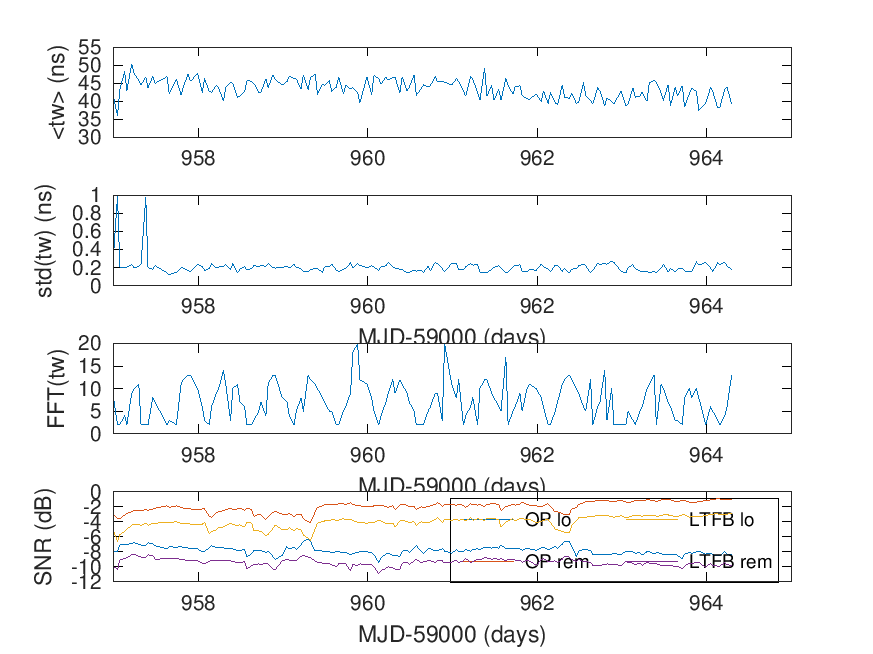 <tw> (ns)
55
50
45
40
35
30
958 960 962 964
std(tw) (ns)
1
0.8
0.6
0.4
0.2
0
958 960 962 964
MJD-59000 (days)
FFT(tw)
20
15
10
5
0
958 960 962 964
MJD-59000 (days)
SNR (dB)
0
-2
-4
-6
-8
-10
-12
OP lo LTFB lo
OP rem LTFB rem
958 960 962 964
MJD-59000 (days)